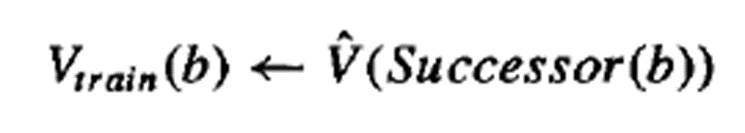 V_train(b) ← V̂(Successor(b))